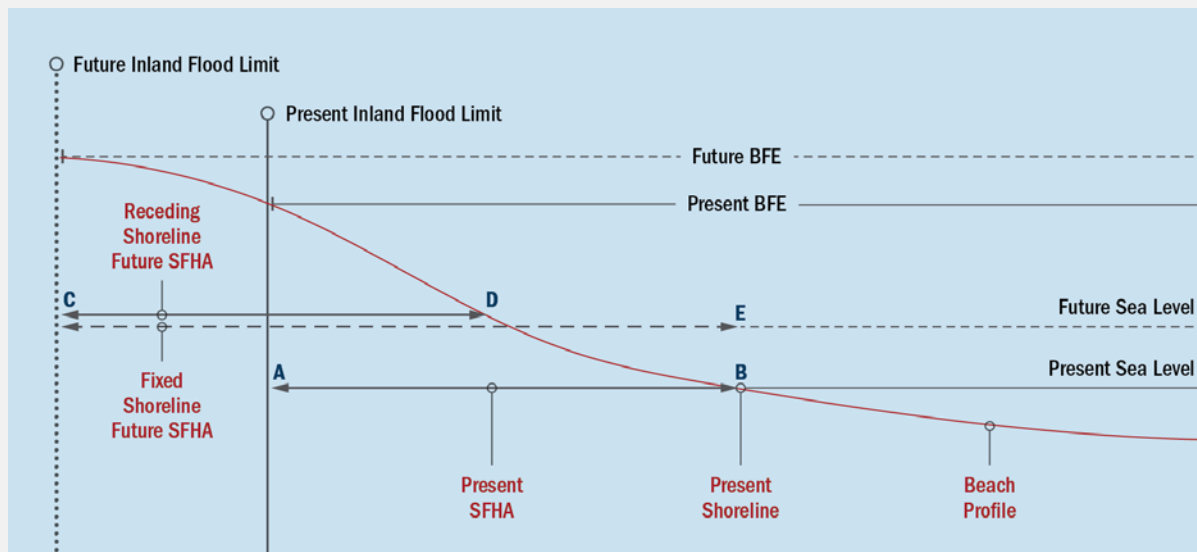 Future Inland Flood Limit
Present Inland Flood Limit
Future BFE
Present BFE
Receding
Shoreline
Future SFHA
C
D
E
Future Sea Level
Fixed
Shoreline
Future SFHA
A
B
Present Sea Level
Present
SFHA
Present
Shoreline
Beach
Profile